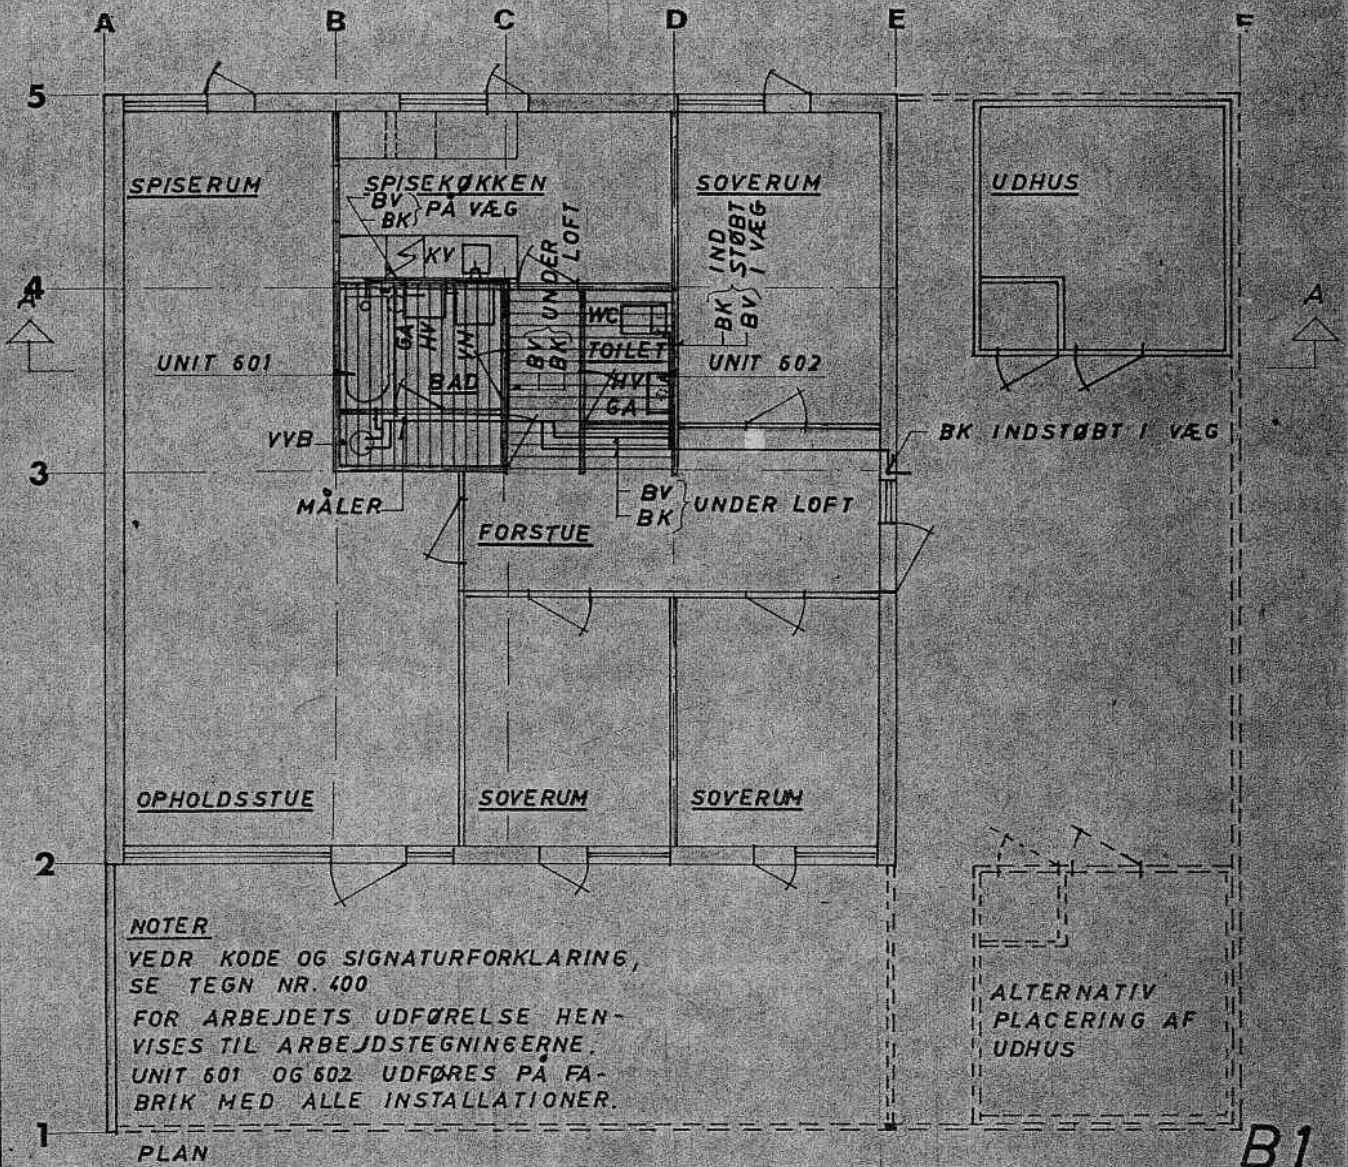 A B C D E F
5
SPISERUM
SPISEKØKKEN
BV
BK } PÅ VÆG
UNDER
LOFT
SOVERUM
BK
BV
IND
STØBT
I VÆG
UDHUS
4
A
A
KV
GA
HV
VM
BV
BK
WC
TOILET
HV
GA
UNIT 601
BAD
UNIT 602
VVB
BK INDSTØBT I VÆG
3
MÅLER
BV
BK } UNDER LOFT
FORSTUE
OPHOLDSSTUE
SOVERUM
SOVERUM
2
NOTER
VEDR KODE OG SIGNATURFORKLARING,
SE TEGN NR. 400
FOR ARBEJDETS UDFØRELSE HEN-
VISES TIL ARBEJDSTEGNINGERNE.
UNIT 601 OG 602 UDFØRES PÅ FA-
BRIK MED ALLE INSTALLATIONER.
ALTERNATIV
PLACERING AF
UDHUS
1
PLAN
B1